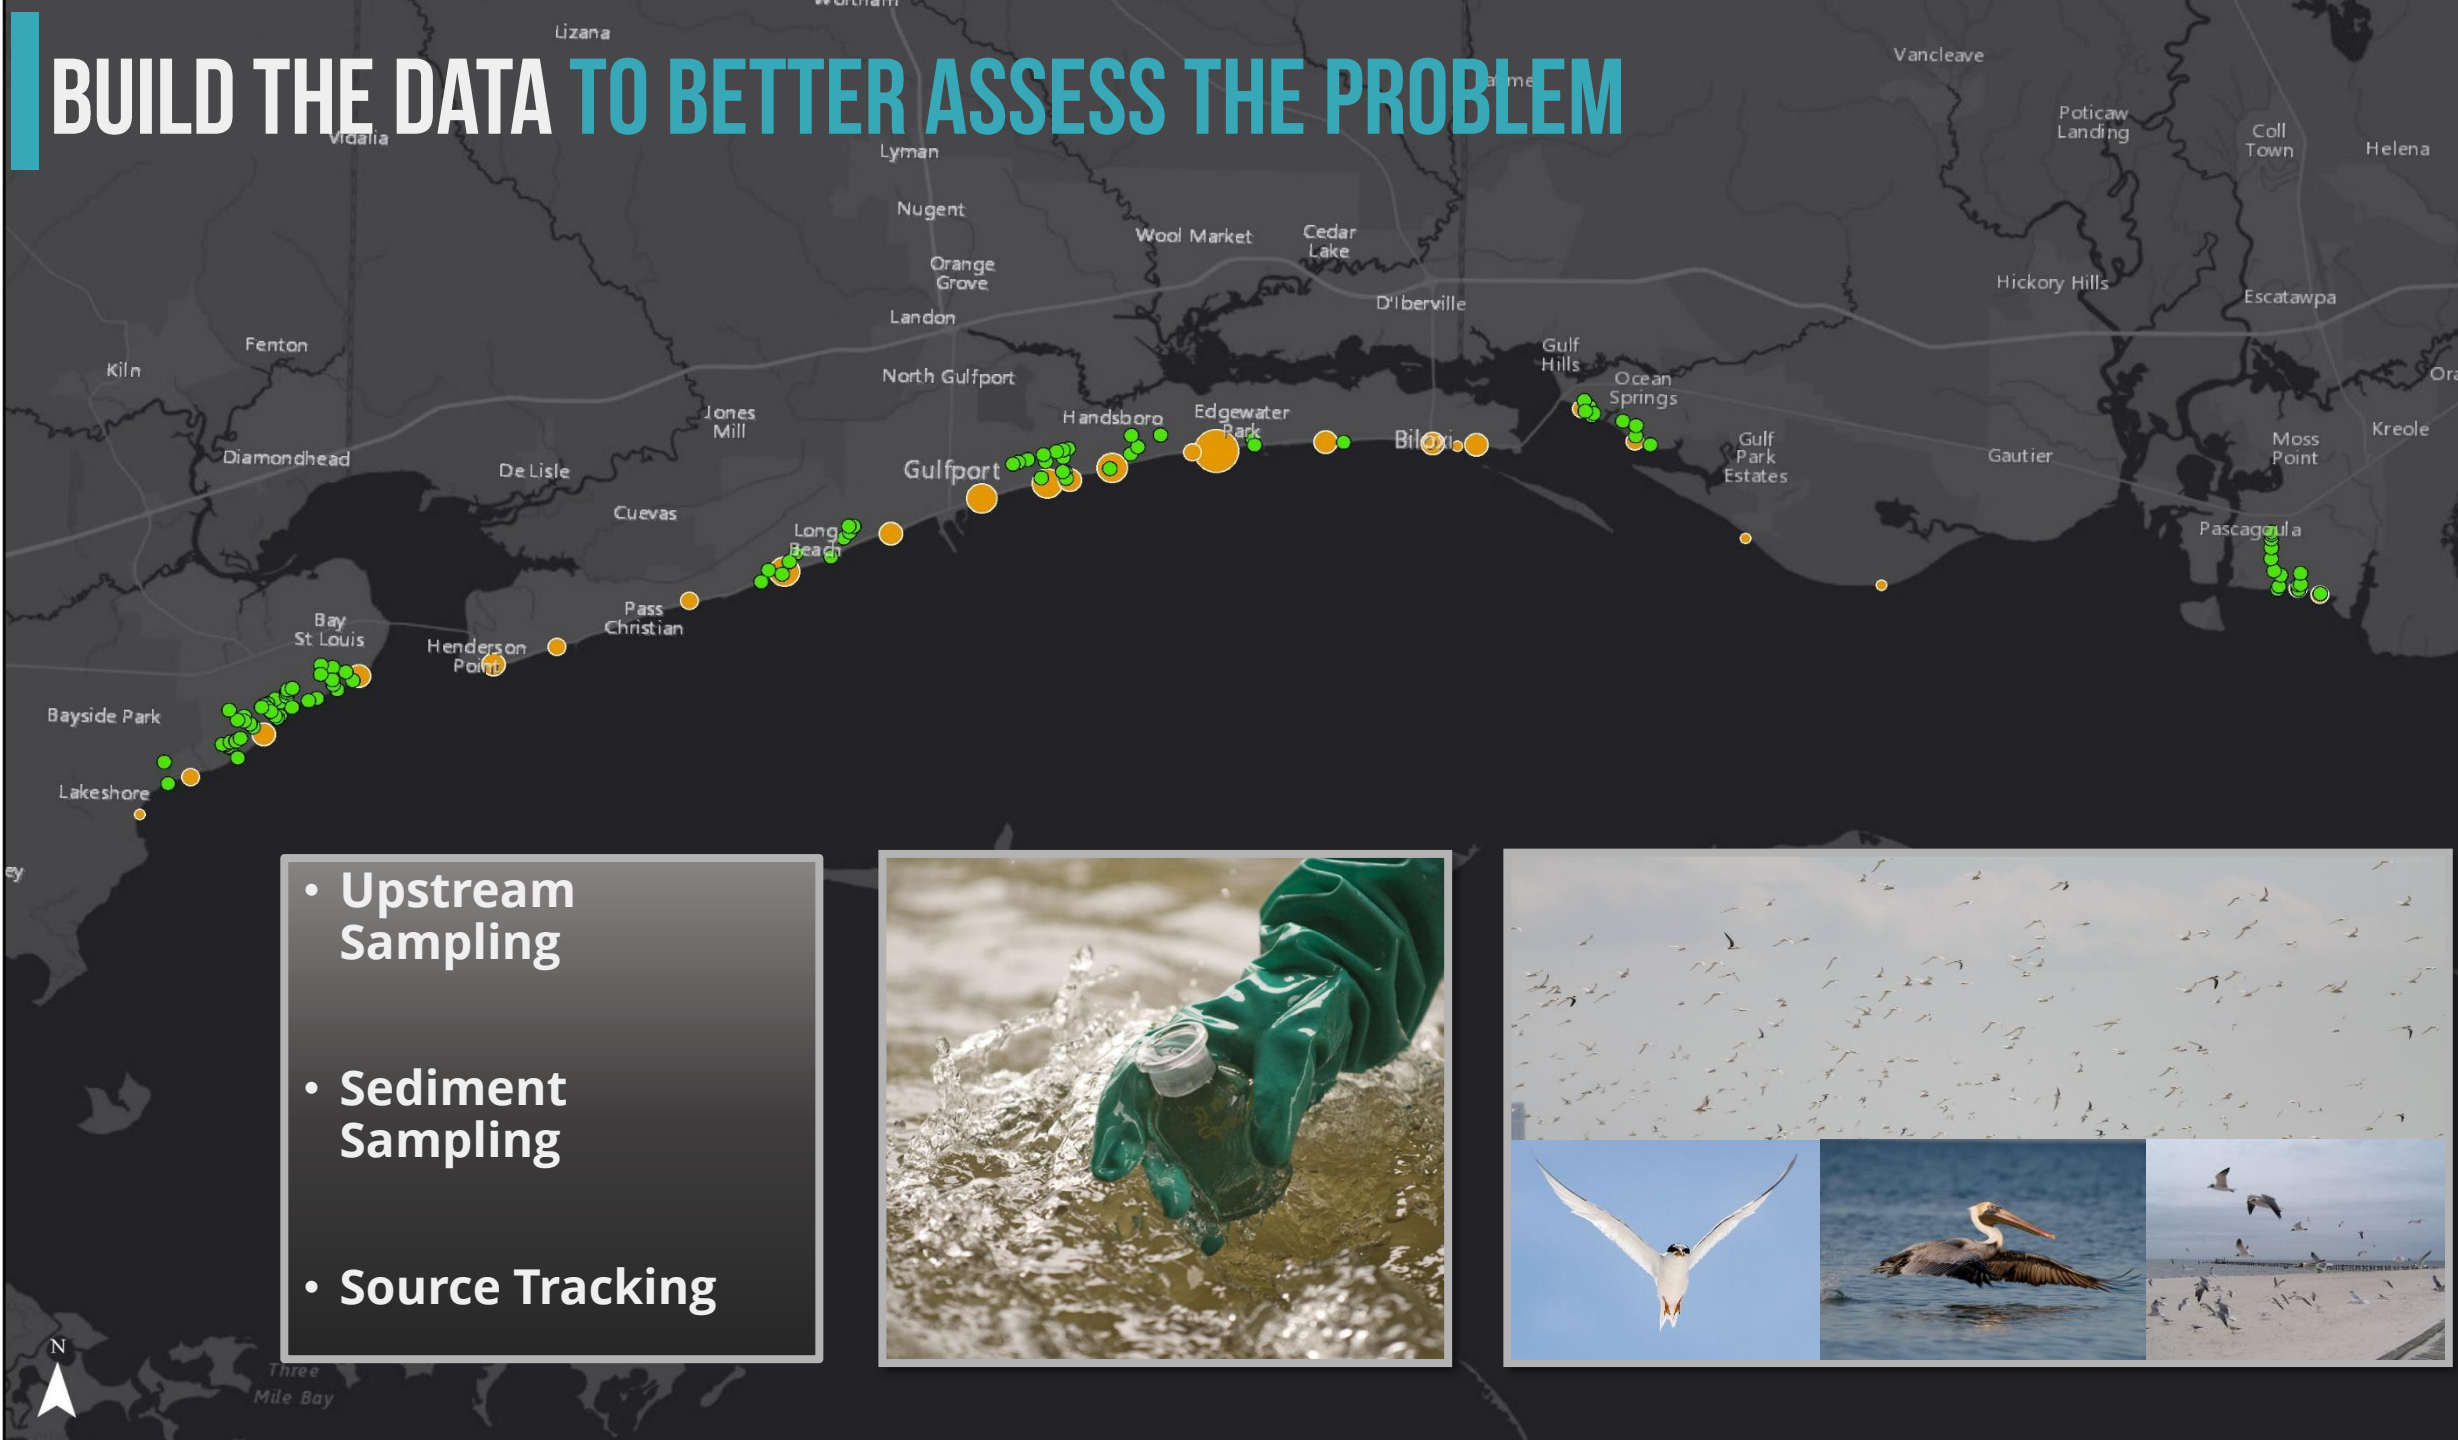 BUILD THE DATA TO BETTER ASSESS THE PROBLEM
Lizana
Vancleave
Poticaw
Landing
Coll
Town
Helena
Vidalia
Lyman
Nugent
Wool Market
Cedar
Lake
Orange
Grove
Hickory Hills
Escatawpa
D'Iberville
Landon
Fenton
Kiln
Gulf
Hills
North Gulfport
Ocean
Springs
Jones
Mill
Handsboro
Edgewater
Park
Biloxi
Gulf
Park
Estates
Gautier
Moss
Point
Kreole
Diamondhead
De Lisle
Gulfport
Cuevas
Long
Beach
Pascagoula
Pass
Christian
Bay
St Louis
Henderson
Point
Bayside Park
Lakeshore
• Upstream
Sampling
• Sediment
Sampling
• Source Tracking
N
Three
Mile Bay